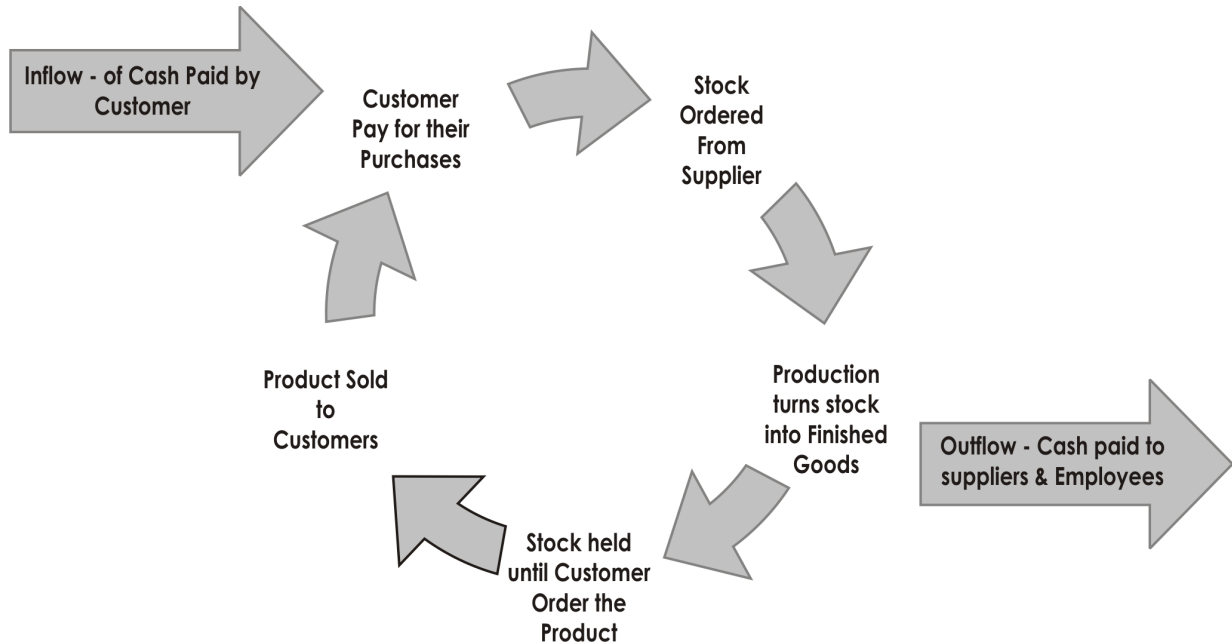 Inflow - of Cash Paid by
Customer
Customer
Pay for their
Purchases
Stock
Ordered
From
Supplier
Production
turns stock
into Finished
Goods
Outflow - Cash paid to
suppliers & Employees
Stock held
until Customer
Order the
Product
Product Sold
to
Customers